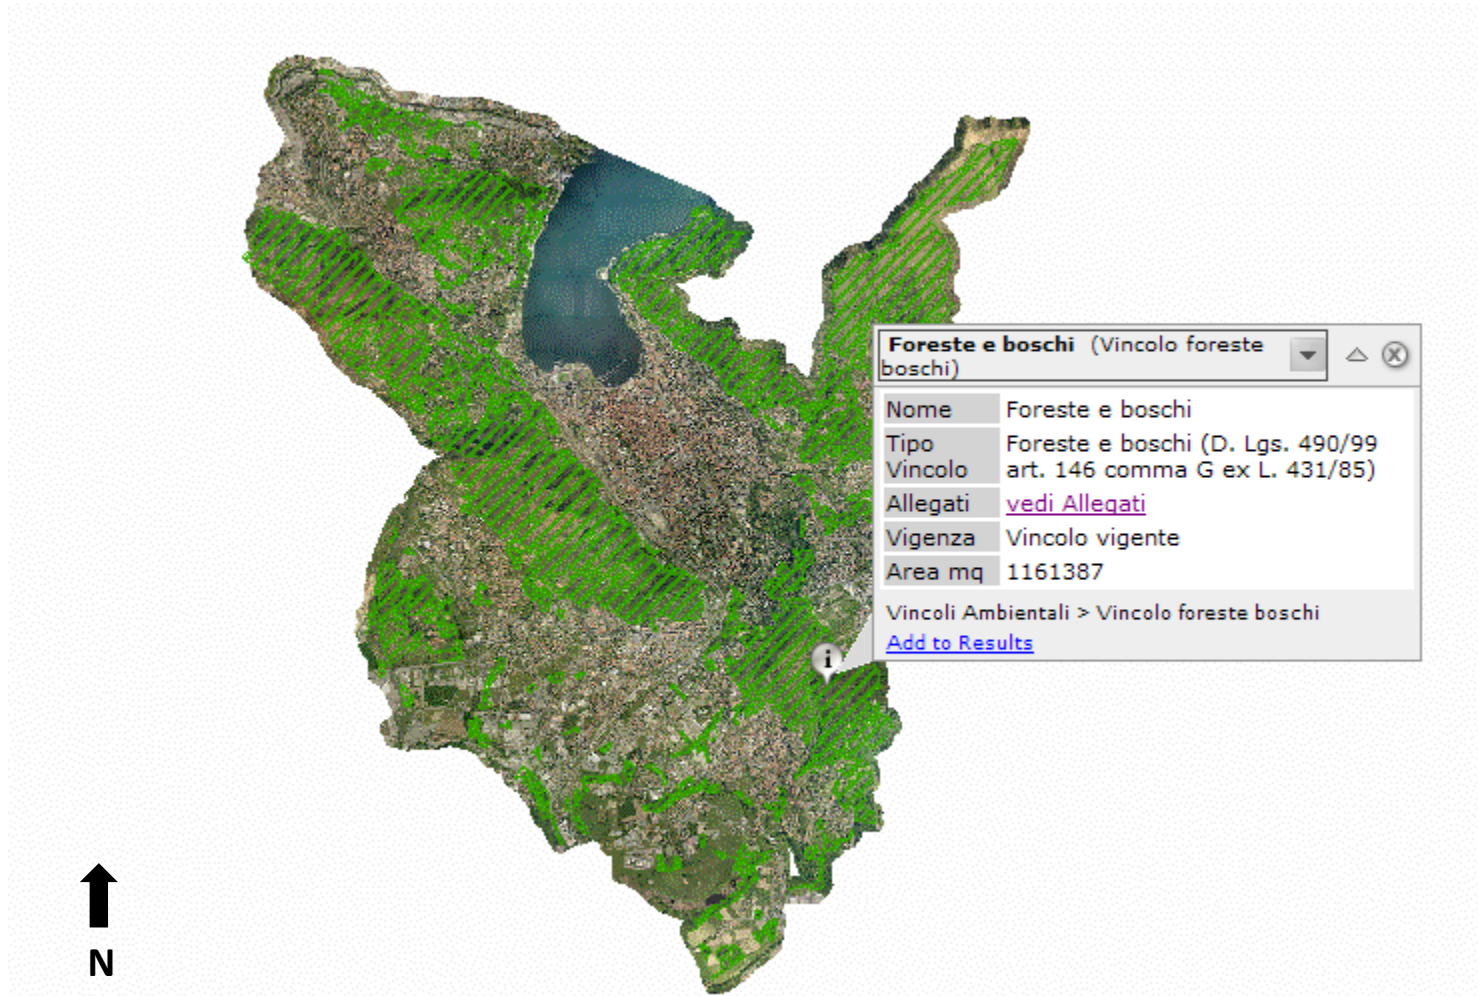 Foreste e boschi (Vincolo foreste
boschi)
Nome Foreste e boschi
Tipo Foreste e boschi (D. Lgs. 490/99
Vincolo art. 146 comma G ex L. 431/85)
Allegati vedi Allegati
Vigenza Vincolo vigente
Area mq 1161387
Vincoli Ambientali > Vincolo foreste boschi
Add to Results
i
N